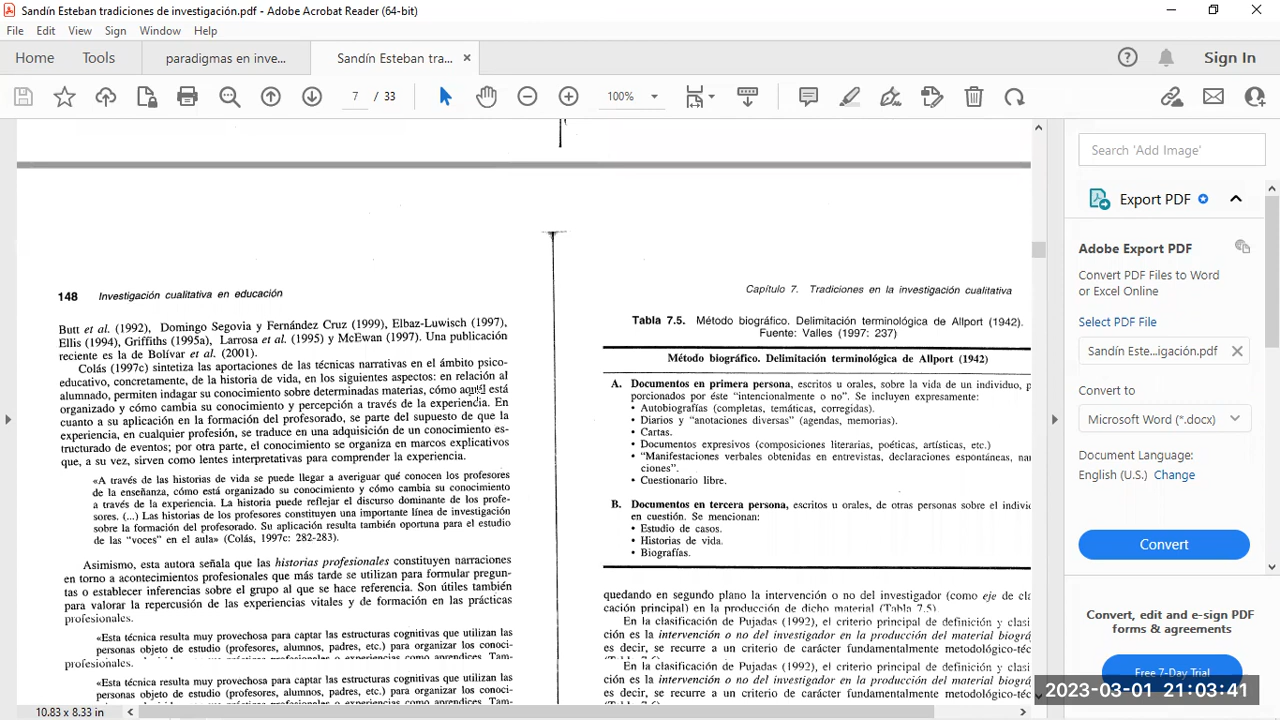 Sandín Esteban tradiciones de investigación.pdf - Adobe Acrobat Reader (64-bit)
File Edit View Sign Window Help
Home Tools paradigmas en inve... Sandín Esteban tra...
Sign In
7 / 33
100%
148 Investigación cualitativa en educación
Butt et al. (1992), Domingo Segovia y Fernández Cruz (1999), Elbaz-Luwisch (1997),
Ellis (1994), Griffiths (1995a), Larrosa et al. (1995) y McEwan (1997). Una publicación
reciente es la de Bolívar et al. (2001).
Colás (1997c) sintetiza las aportaciones de las técnicas narrativas en el ámbito psico-
educativo, concretamente, de la historia de vida, en los siguientes aspectos: en relación al
alumnado, permiten indagar su conocimiento sobre determinadas materias, cómo aquél está
organizado y cómo cambia su conocimiento y percepción a través de la experiencia. En
cuanto a su aplicación en la formación del profesorado, se parte del supuesto de que la
experiencia, en cualquier profesión, se traduce en una adquisición de un conocimiento es-
tructurado de eventos; por otra parte, el conocimiento se organiza en marcos explicativos
que, a su vez, sirven como lentes interpretativas para comprender la experiencia.
«A través de las historias de vida se puede llegar a averiguar qué conocen los profesores
de la enseñanza, cómo está organizado su conocimiento y cómo cambia su conocimiento
a través de la experiencia. La historia puede reflejar el discurso dominante de los profe-
sores. (...) Las historias de los profesores constituyen una importante línea de investigación
sobre la formación del profesorado. Su aplicación resulta también oportuna para el estudio
de las "voces" en el aula» (Colás, 1997c: 282-283).
Asimismo, esta autora señala que las historias profesionales constituyen narraciones
en torno a acontecimientos profesionales que más tarde se utilizan para formular pregun-
tas o establecer inferencias sobre el grupo al que se hace referencia. Son útiles también
para valorar la repercusión de las experiencias vitales y de formación en las prácticas
profesionales.
«Esta técnica resulta muy provechosa para captar las estructuras cognitivas que utilizan las
personas objeto de estudio (profesores, alumnos, padres, etc.) para organizar los conoci-
profesionales.
«Esta técnica resulta muy provechosa para captar las estructuras cognitivas que utilizan las
personas objeto de estudio (profesores, alumnos, padres, etc.) para organizar los conoci-
Capítulo 7. Tradiciones en la investigación cualitativa
Tabla 7.5. Método biográfico. Delimitación terminológica de Allport (1942).
Fuente: Valles (1997: 237)
Método biográfico. Delimitación terminológica de Allport (1942)
A. Documentos en primera persona, escritos u orales, sobre la vida de un individuo, p
porcionados por éste "intencionalmente o no". Se incluyen expresamente:
• Autobiografías (completas, temáticas, corregidas).
• Diarios y "anotaciones diversas" (agendas, memorias).
• Cartas.
• Documentos expresivos (composiciones literarias, poéticas, artísticas, etc.)
• "Manifestaciones verbales obtenidas en entrevistas, declaraciones espontáneas, na
ciones".
• Cuestionario libre.
B. Documentos en tercera persona, escritos u orales, de otras personas sobre el indivi
en cuestión. Se mencionan:
• Estudio de casos.
• Historias de vida.
• Biografías.
quedando en segundo plano la intervención o no del investigador (como eje de cla
cación principal) en la producción de dicho material (Tabla 7.5).
En la clasificación de Pujadas (1992), el criterio principal de definición y clasi
ción es la intervención o no del investigador en la producción del material biográ
es decir, se recurre a un criterio de carácter fundamentalmente metodológico-téc
En la clasificación de Pujadas (1992), el criterio principal de definición y clasi
ción es la intervención o no del investigador en la producción del material biográ
es decir, se recurre a un criterio de carácter fundamentalmente metodológico-téc
10.83 x 8.33 in
Search 'Add Image'
Export PDF
Adobe Export PDF
Convert PDF Files to Word
or Excel Online
Select PDF File
Sandín Este...igación.pdf
Convert to
Microsoft Word (*.docx)
Document Language:
English (U.S.) Change
Convert
Convert, edit and e-sign PDF
forms & agreements
Free 7-Day Trial
2023-03-01 21:03:41